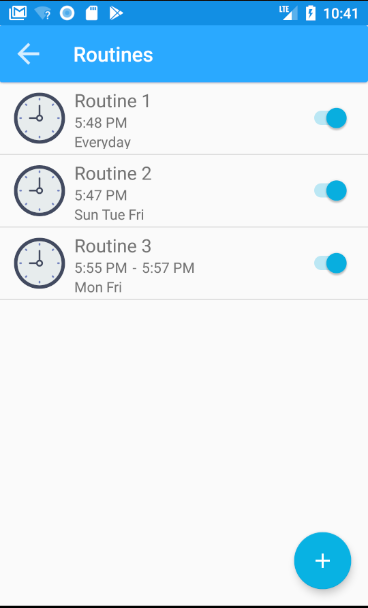 LTE 10:41
Routines
Routine 1
5:48 PM
Everyday
Routine 2
5:47 PM
Sun Tue Fri
Routine 3
5:55 PM - 5:57 PM
Mon Fri